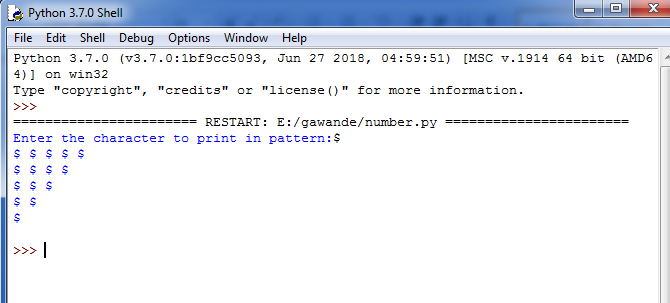 Python 3.7.0 Shell
File Edit Shell Debug Options Window Help
Python 3.7.0 (v3.7.0:1bf9cc5093, Jun 27 2018, 04:59:51) [MSC v.1914 64 bit (AMD6
4)] on win32
Type "copyright", "credits" or "license()" for more information.
>>>
======================= RESTART: E:/gawande/number.py =======================
Enter the character to print in pattern:$
$ $ $ $ $
$ $ $ $
$ $ $
$ $
$
>>>